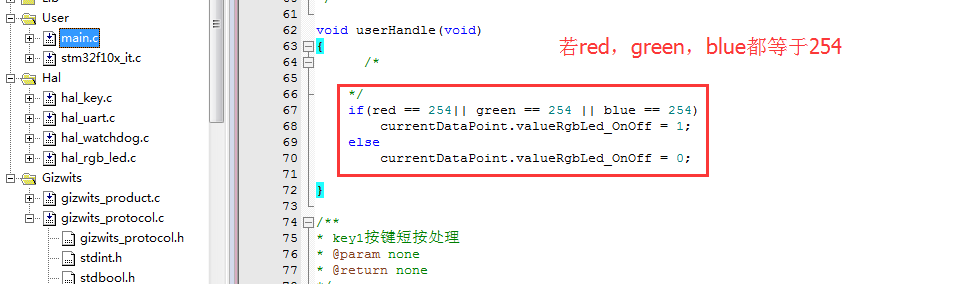 Lib
User
main.c
stm32f10x_it.c
Hal
hal_key.c
hal_uart.c
hal_watchdog.c
hal_rgb_led.c
Gizwits
gizwits_product.c
gizwits_protocol.c
gizwits_protocol.h
stdint.h
stdbool.h
61
62 void userHandle(void)
63 {
64 /*
65
66 */
67 if(red == 254|| green == 254 || blue == 254)
68 currentDataPoint.valueRgbLed_OnOff = 1;
69 else
70 currentDataPoint.valueRgbLed_OnOff = 0;
71
72 }
73
74 /**
75 * key1按键短按处理
76 * @param none
77 * @return none
若red，green，blue都等于254